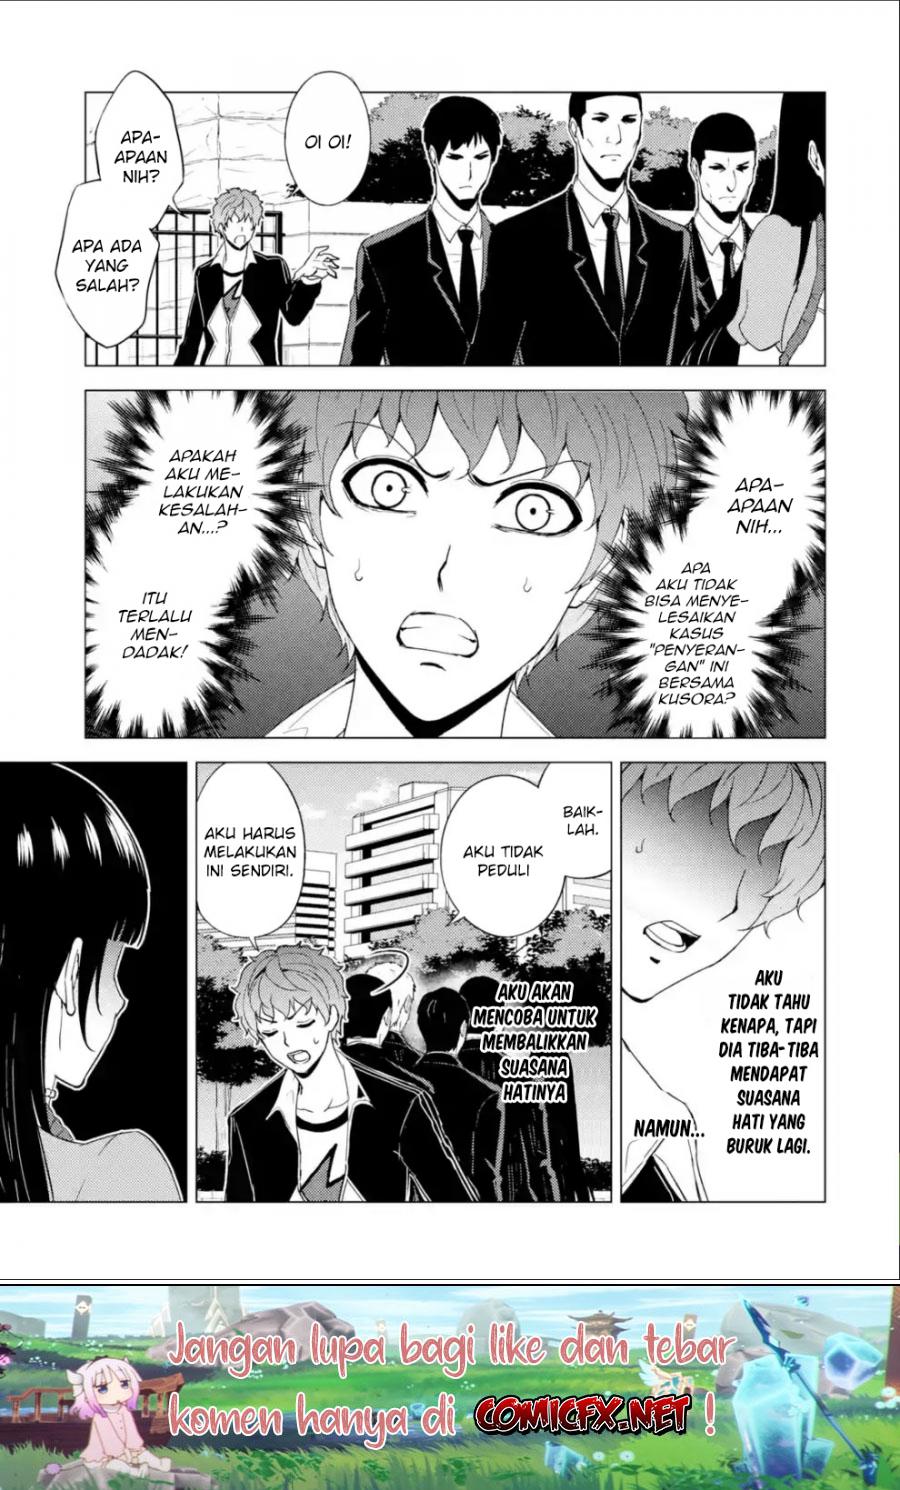 OI OI!
APA-
APAAN
NIH?
APA ADA
YANG
SALAH?
APA-
APAAN
NIH...
APA
AKU TIDAK
BISA MENYE-
LESAIKAN
KASUS
"PENYERAN-
GAN" INI
BERSAMA
KUSORA?
APAKAH
AKU ME-
LAKUKAN
KESALAH-
AN...?
ITU
TERLALU
MEN-
DADAK!
AKU
TIDAK TAHU
KENAPA, TAPI
DIA TIBA-TIBA
MENDAPAT
SUASANA
HATI YANG
BURUK LAGI.
NAMUN...
BAIK-
LAH.
AKU TIDAK
PEDULI
AKU AKAN
MENCOBA UNTUK
MEMBALIKKAN
SUASANA
HATINYA
AKU HARUS
MELAKUKAN
INI SENDIRI.
Jangan lupa bagi like dan tebar
komen hanya di COMICFX.NET !